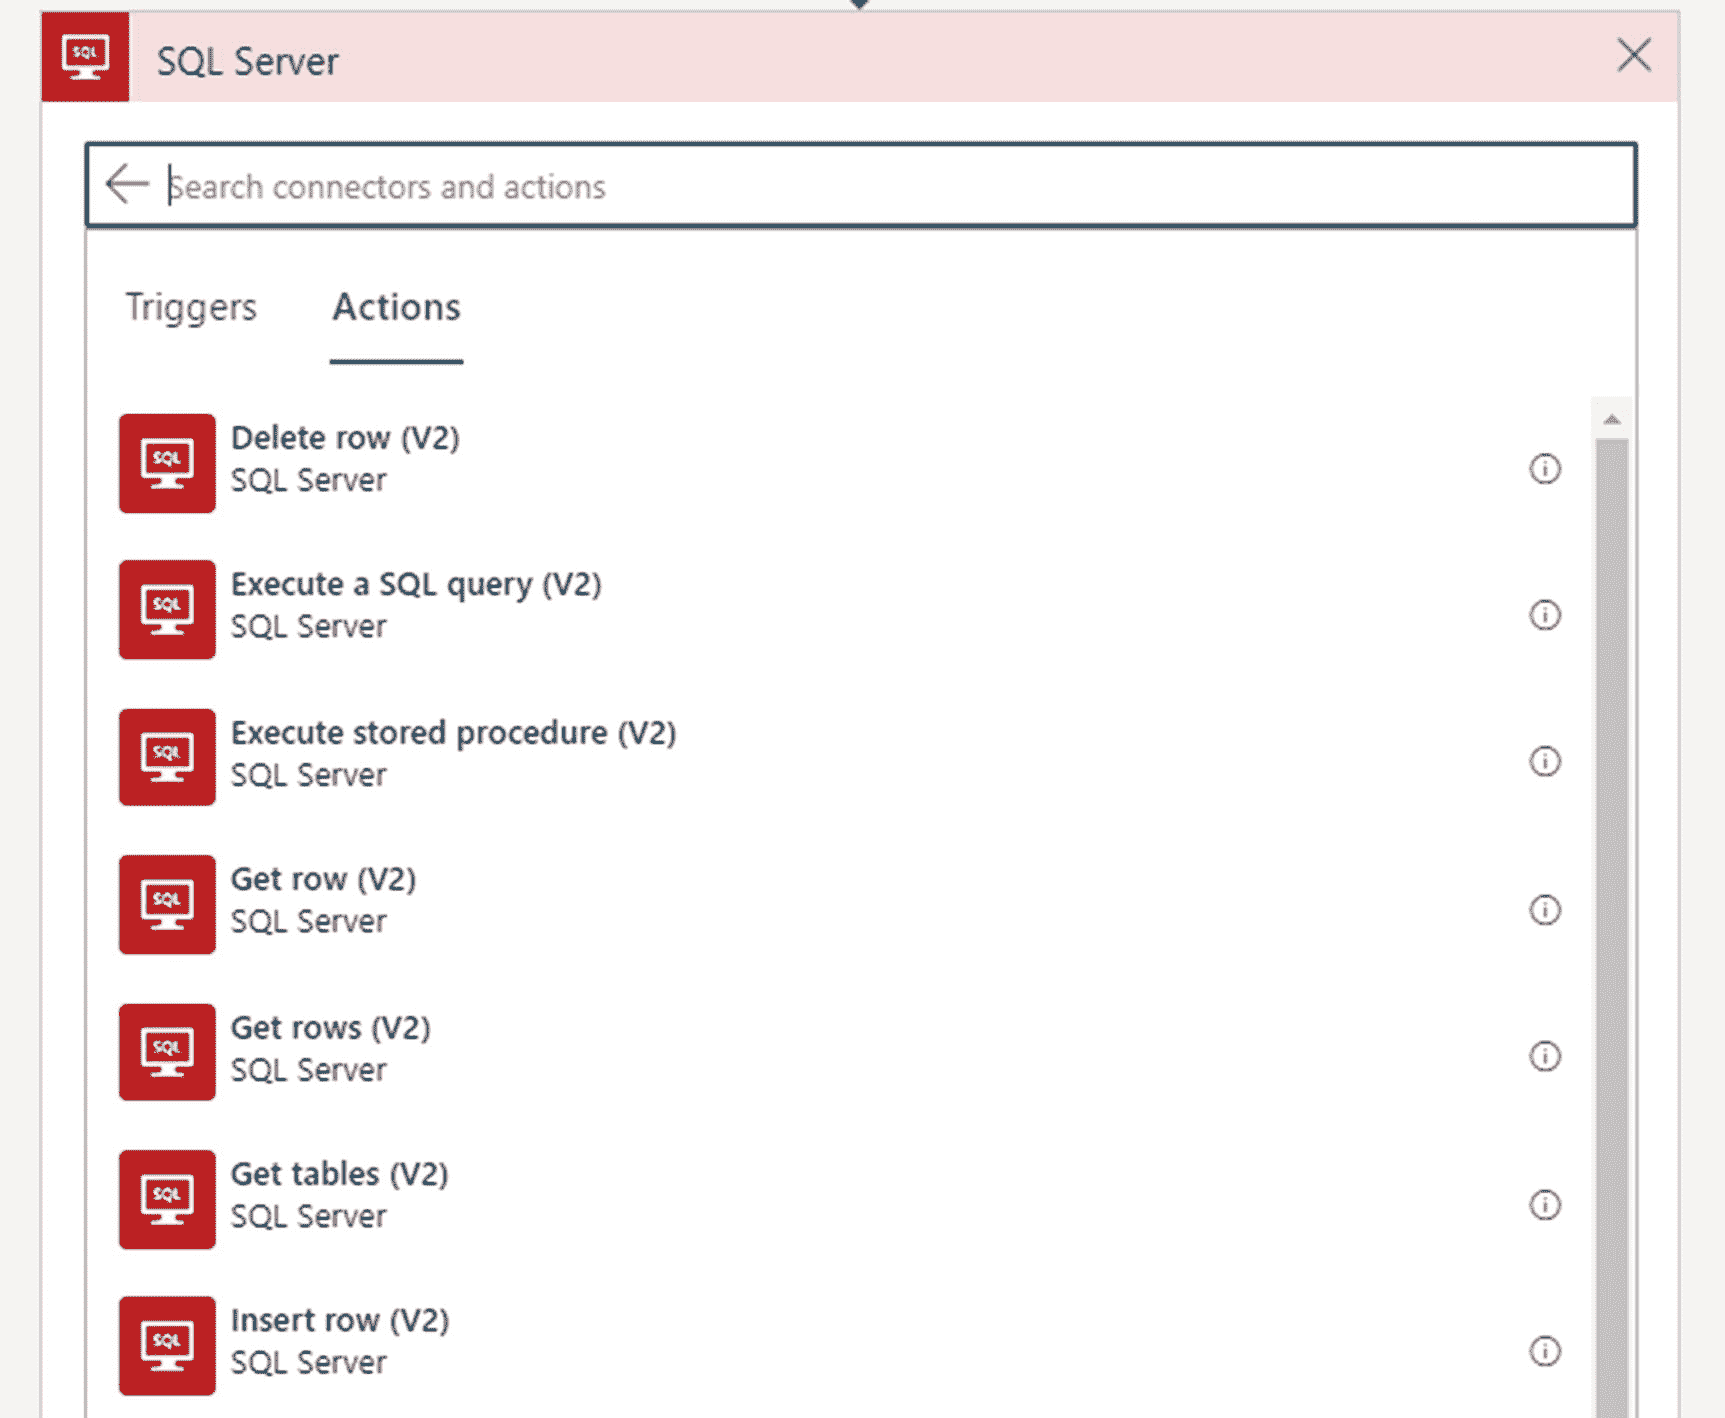 SQL
SQL Server
Search connectors and actions
Triggers
Actions
SQL
Delete row (V2)
SQL Server
SQL
Execute a SQL query (V2)
SQL Server
SQL
Execute stored procedure (V2)
SQL Server
SQL
Get row (V2)
SQL Server
SQL
Get rows (V2)
SQL Server
SQL
Get tables (V2)
SQL Server
SQL
Insert row (V2)
SQL Server